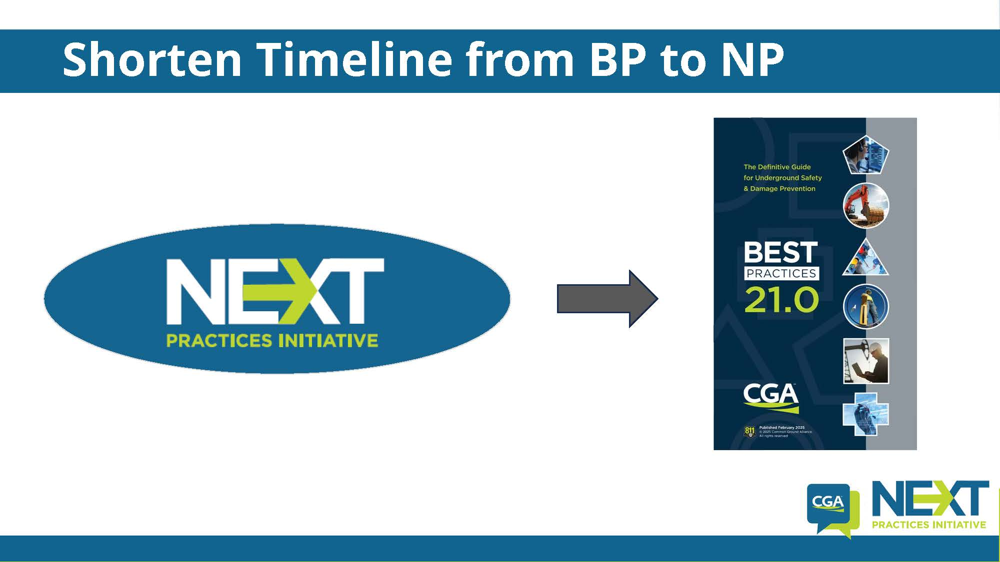 Shorten Timeline from BP to NP
The Definitive Guide
for Underground Safety
& Damage Prevention
BEST
PRACTICES
21.0
NEXT
PRACTICES INITIATIVE
CGA
811
Published February 2025
© 2025 Common Ground Alliance
All rights reserved
CGA
NEXT
PRACTICES INITIATIVE